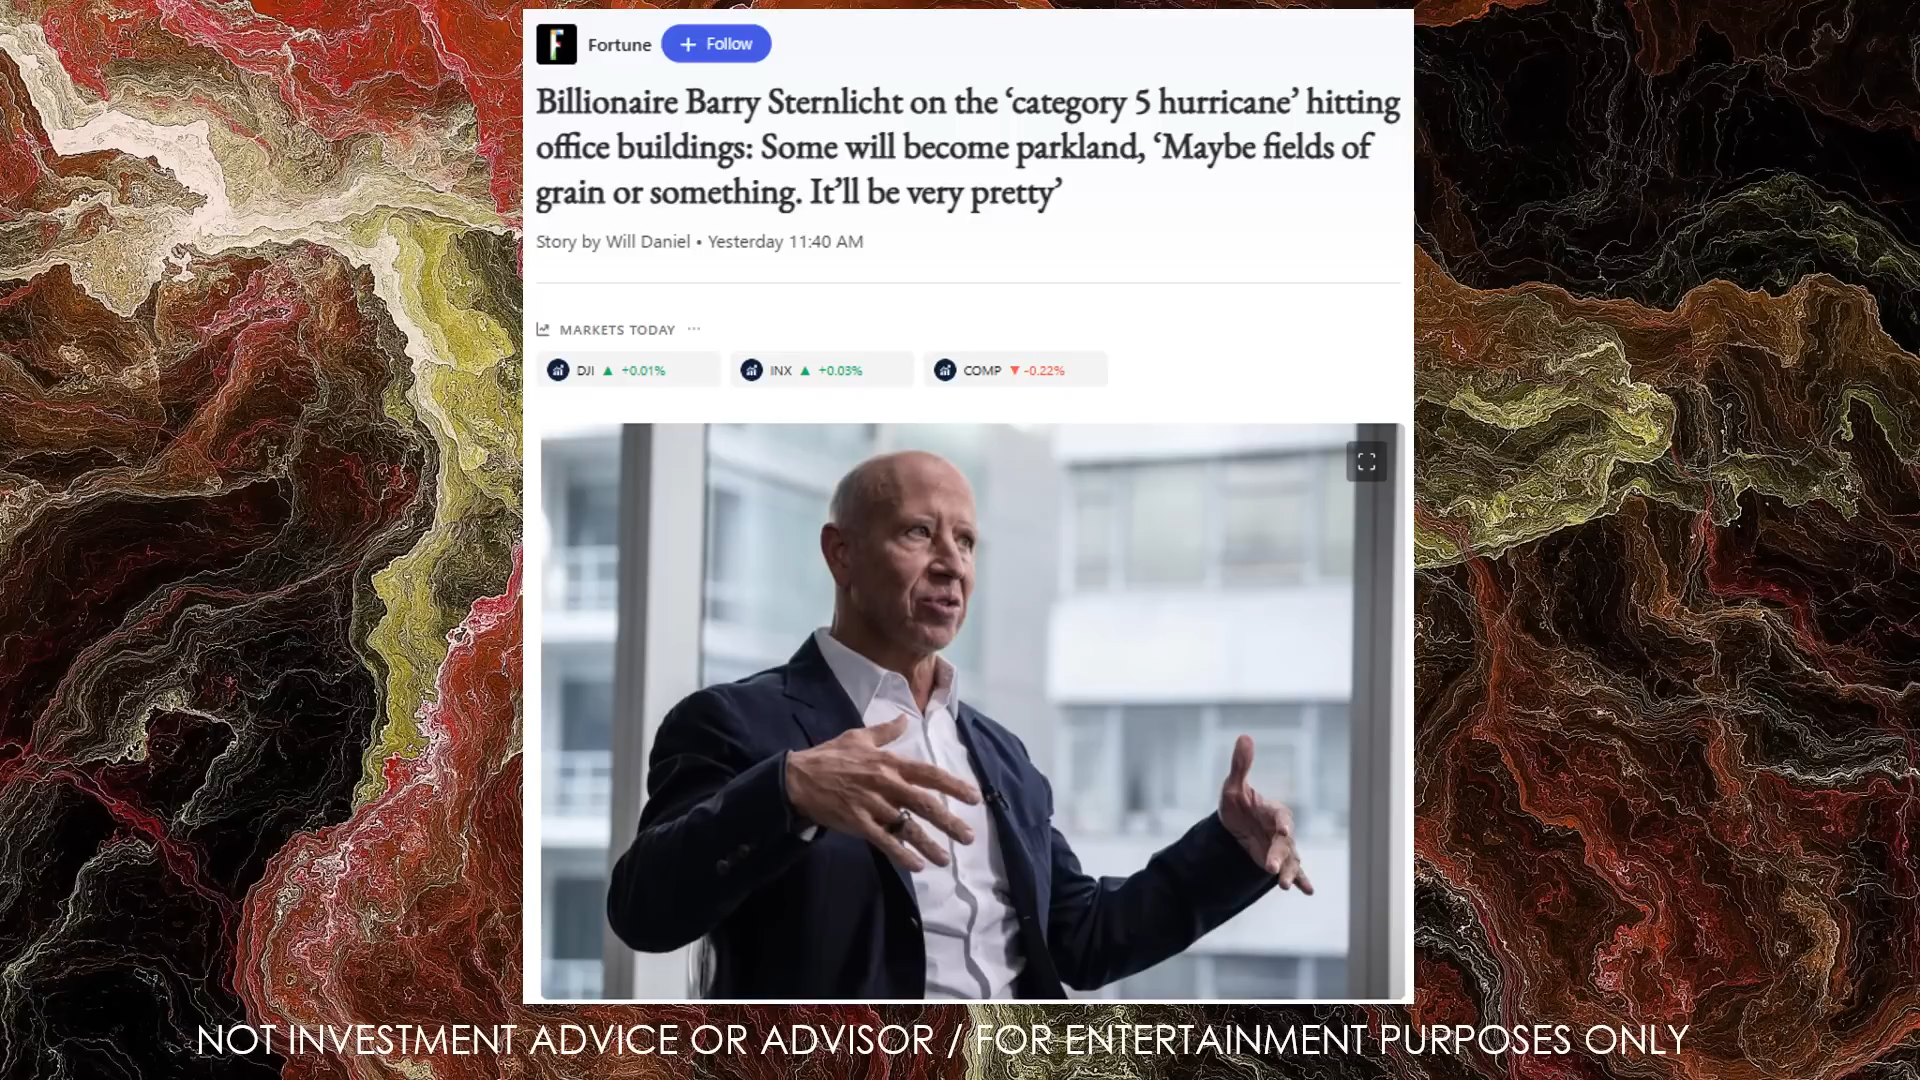 Fortune
+ Follow
Billionaire Barry Sternlicht on the ‘category 5 hurricane’ hitting
office buildings: Some will become parkland, ‘Maybe fields of
grain or something. It’ll be very pretty’
Story by Will Daniel • Yesterday 11:40 AM
MARKETS TODAY ...
DJI ▲ +0.01% INX ▲ +0.03% COMP ▼ -0.22%
NOT INVESTMENT ADVICE OR ADVISOR / FOR ENTERTAINMENT PURPOSES ONLY